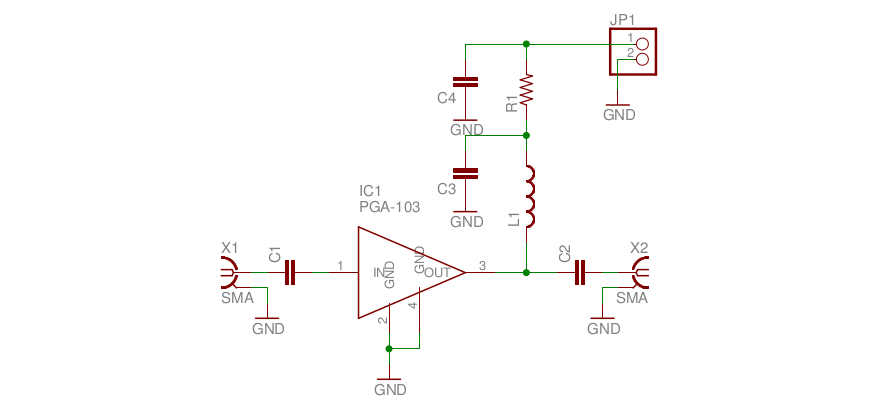 JP1
1
2
GND
C4
R1
GND
C3
GND
L1
IC1
PGA-103
X1
SMA
GND
C1
1
IN
GND
GND
OUT
3
2
4
GND
C2
X2
SMA
GND